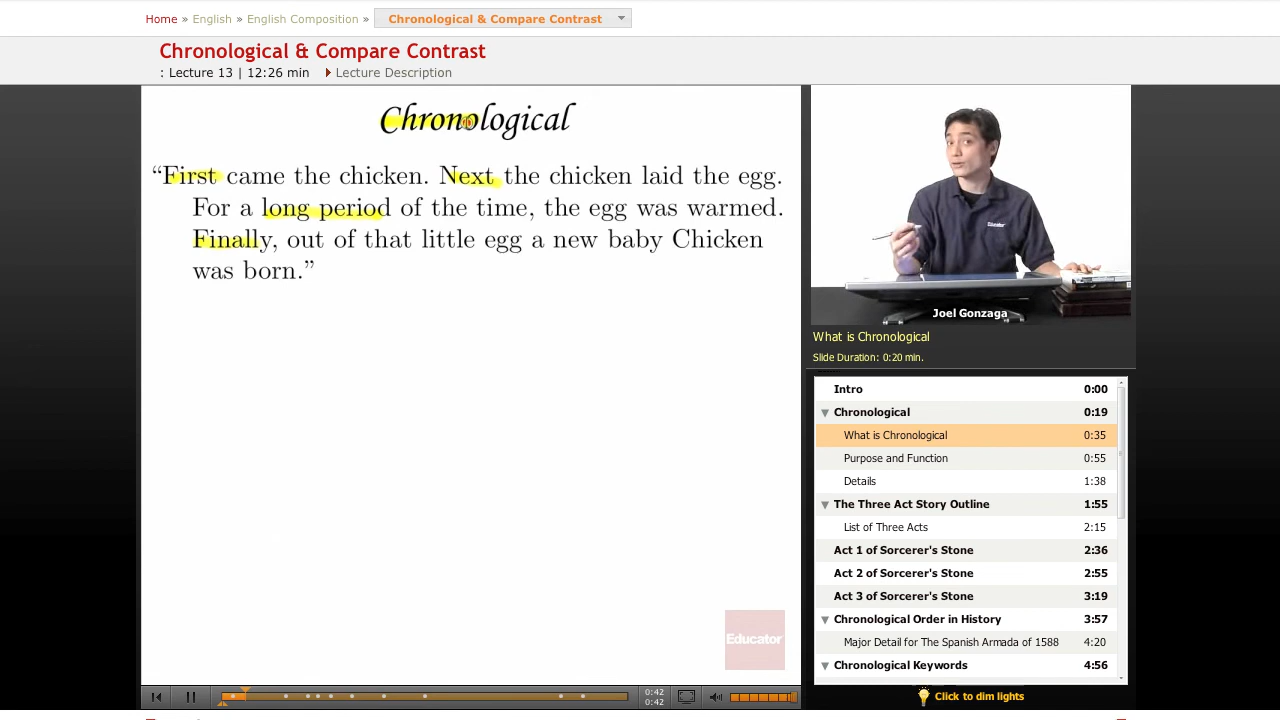 Home » English » English Composition » Chronological & Compare Contrast
Chronological & Compare Contrast
: Lecture 13 | 12:26 min Lecture Description
Chronological
“First came the chicken. Next the chicken laid the egg.
For a long period of the time, the egg was warmed.
Finally, out of that little egg a new baby Chicken
was born.”
Educator
Educator
Joel Gonzaga
What is Chronological
Slide Duration: 0:20 min.
Intro 0:00
Chronological 0:19
What is Chronological 0:35
Purpose and Function 0:55
Details 1:38
The Three Act Story Outline 1:55
List of Three Acts 2:15
Act 1 of Sorcerer's Stone 2:36
Act 2 of Sorcerer's Stone 2:55
Act 3 of Sorcerer's Stone 3:19
Chronological Order in History 3:57
Major Detail for The Spanish Armada of 1588 4:20
Chronological Keywords 4:56
0:42
0:42
Click to dim lights